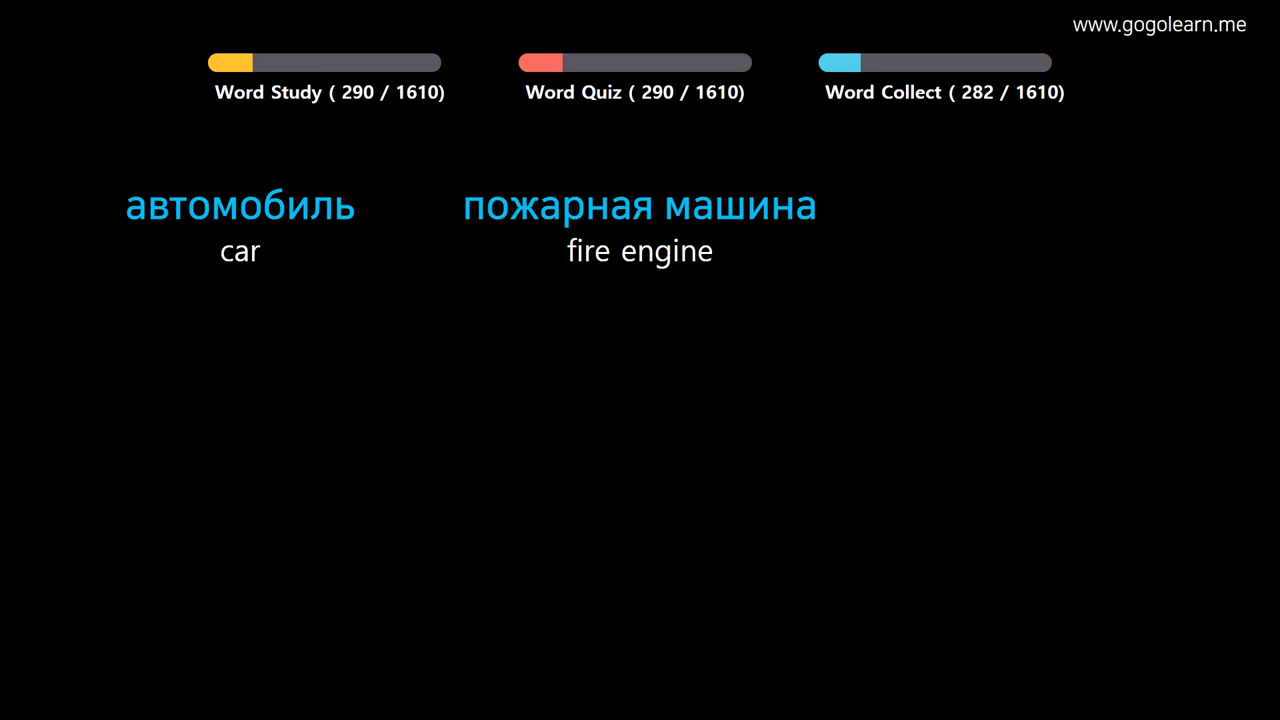 www.gogolearn.me
Word Study ( 290 / 1610)
Word Quiz ( 290 / 1610)
Word Collect ( 282 / 1610)
автомобиль
car
пожарная машина
fire engine